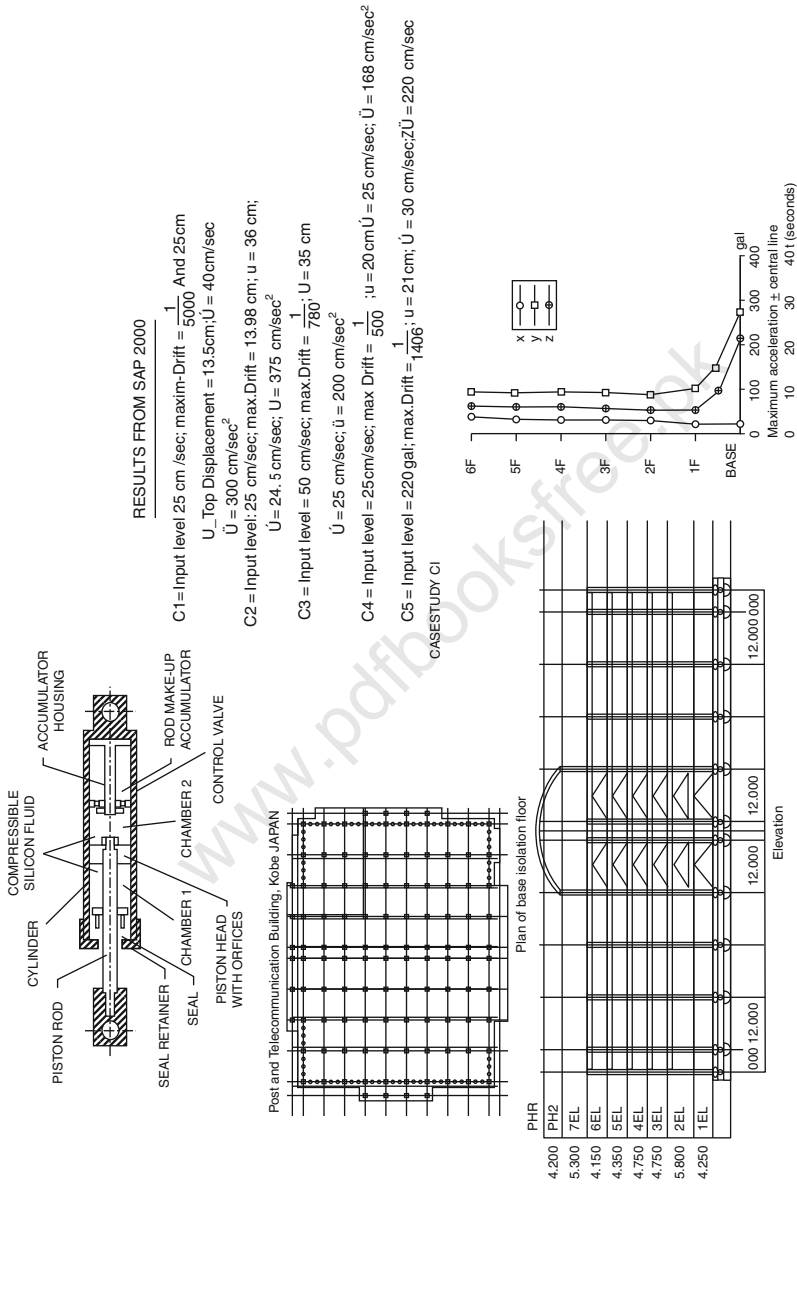 COMPRESSIBLE
SILICON FLUID
CYLINDER
PISTON ROD
ACCUMULATOR
HOUSING
SEAL RETAINER
SEAL
CHAMBER 1
PISTON HEAD
WITH ORFICES
CHAMBER 2
CONTROL VALVE
ROD MAKE-UP
ACCUMULATOR
RESULTS FROM SAP 2000
C1=Input level 25 cm /sec; maxim-Drift = 1/5000 And 25cm
U_Top Displacement = 13.5cm;Ú = 40cm/sec
Ü = 300 cm/sec²
C2 = Input level: 25 cm/sec; max.Drift = 13.98 cm; u = 36 cm;
Ú = 24. 5 cm/sec; U = 375 cm/sec²
C3 = Input level = 50 cm/sec; max.Drift = 1/780; U = 35 cm
Ú = 25 cm/sec; ü = 200 cm/sec²
C4 = Input level = 25cm/sec; max Drift = 1/500 ;u = 20 cm Ú = 25 cm/sec; Ü = 168 cm/sec²
C5 = Input level = 220 gal; max.Drift = 1/1406; u = 21cm; Ú = 30 cm/sec;ZÜ = 220 cm/sec
CASESTUDY CI
Post and Telecommunication Building, Kobe JAPAN
Plan of base isolation floor
PHR
4.200 PH2
5.300 7EL
4.150 6EL
4.350 5EL
4.750 4EL
4.750 3EL
5.800 2EL
4.250 1EL
000 12.000 12.000 12.000 12.000 000
Elevation
x
y
z
6F
5F
4F
3F
2F
1F
BASE
gal
0 100 200 300 400
Maximum acceleration ± central line
0 10 20 30 40 t (seconds)
www.pdfbooksfree.pk